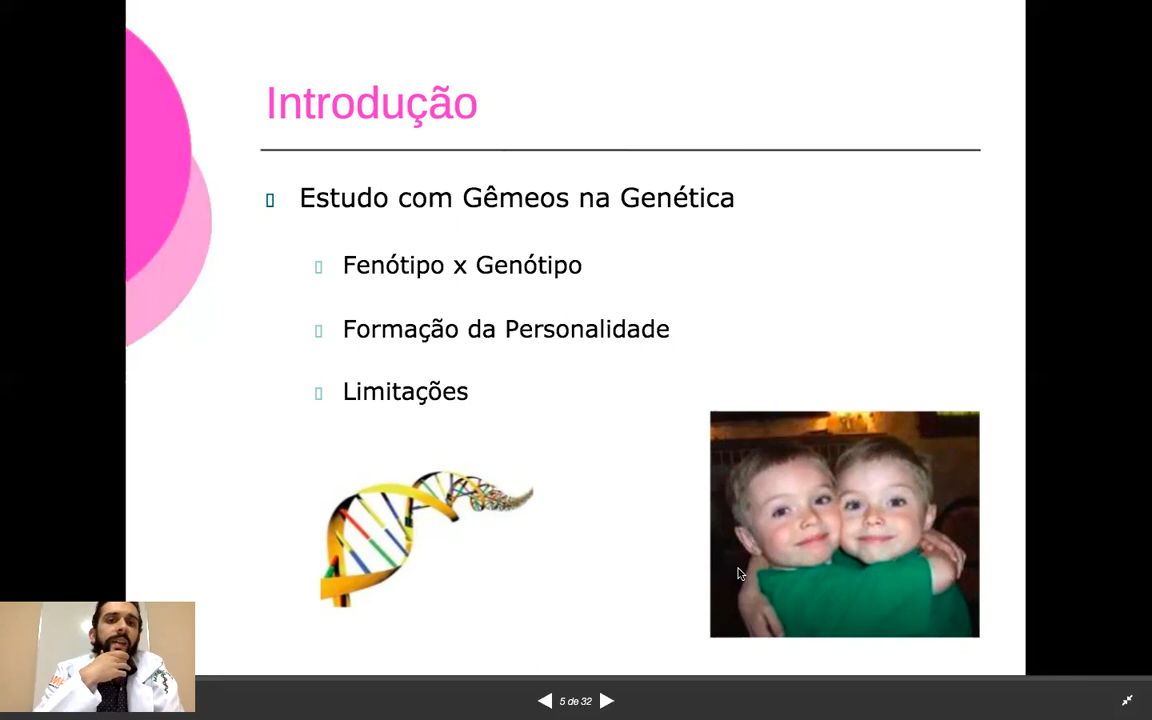 Introdução
Estudo com Gêmeos na Genética
Fenótipo x Genótipo
Formação da Personalidade
Limitações
5 de 32